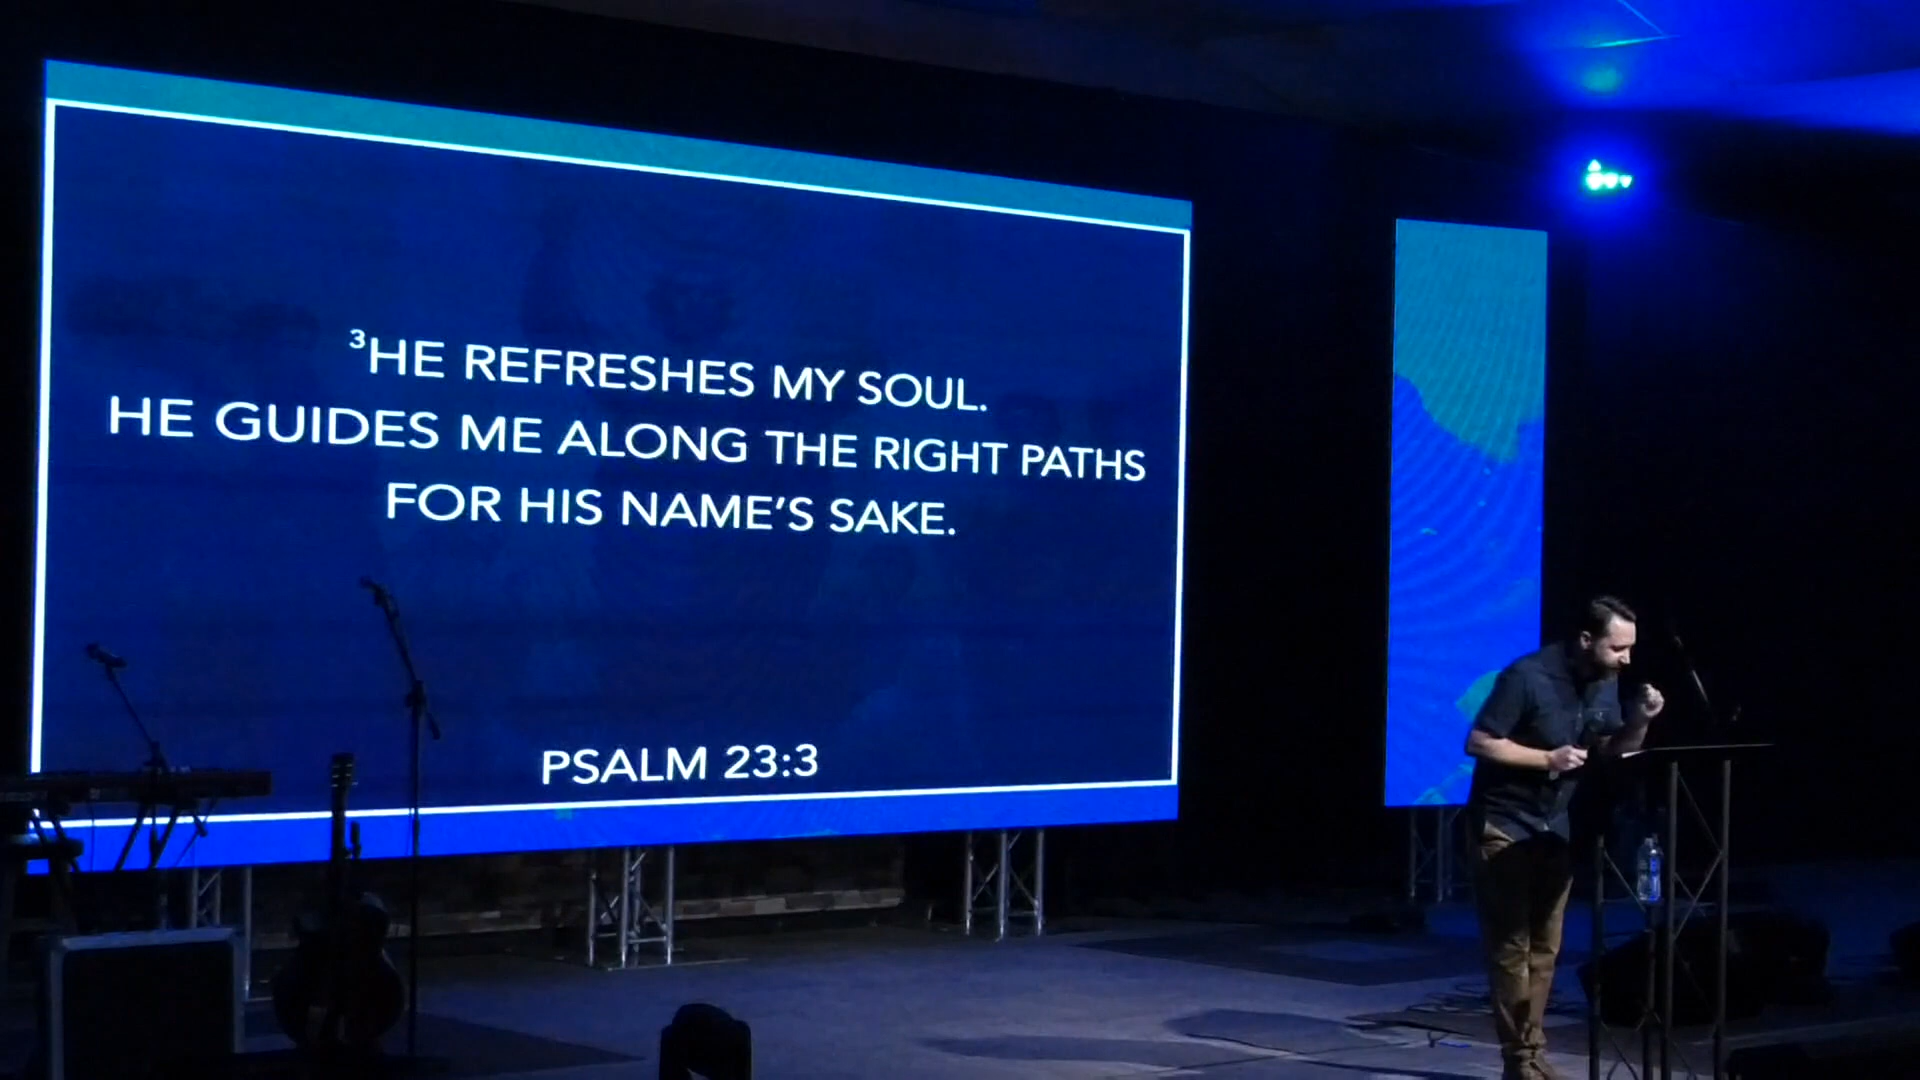 ³HE REFRESHES MY SOUL.
HE GUIDES ME ALONG THE RIGHT PATHS
FOR HIS NAME'S SAKE.
PSALM 23:3